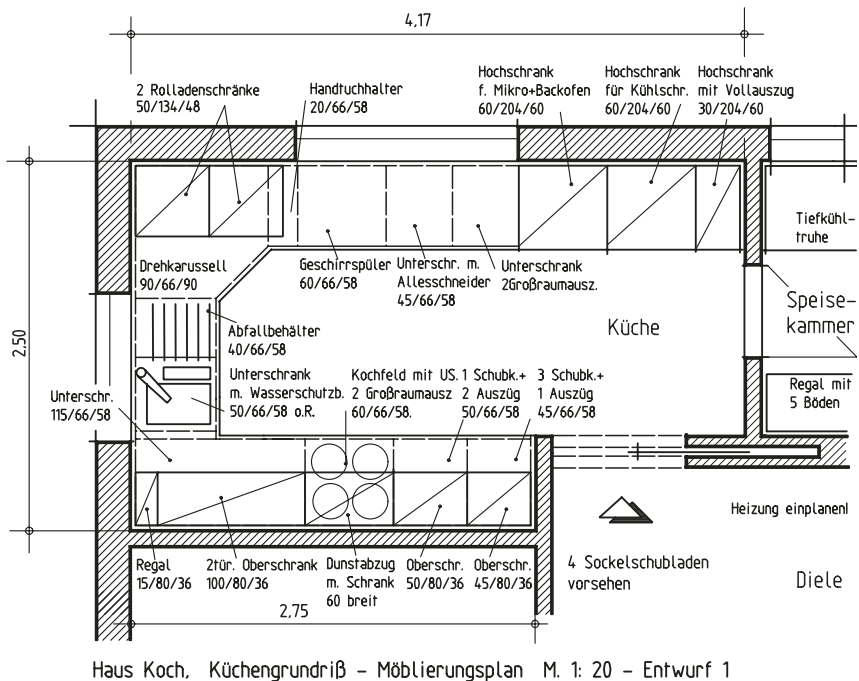 4,17
2 Rolladenschränke
50/134/48
Handtuchhalter
20/66/58
Hochschrank
f. Mikro+Backofen
60/204/60
Hochschrank
für Kühlschr.
60/204/60
Hochschrank
mit Vollauszug
30/204/60
Tiefkühl-
truhe
Drehkarussell
90/66/90
Geschirrspüler
60/66/58
Unterschr. m.
Allesschneider
45/66/58
Unterschrank
2Großraumausz.
2,50
Abfallbehälter
40/66/58
Küche
Speise-
kammer
Unterschr.
115/66/58
Unterschrank
m. Wasserschutzb.
50/66/58 o.R.
Kochfeld mit US.
2 Großraumausz
60/66/58.
1 Schubk.+
2 Auszüg
50/66/58
3 Schubk.+
1 Auszüg
45/66/58
Regal mit
5 Böden
Heizung einplanen!
Regal
15/80/36
2tür. Oberschrank
100/80/36
Dunstabzug
m. Schrank
60 breit
Oberschr.
50/80/36
Oberschr.
45/80/36
4 Sockelschubladen
vorsehen
Diele
2,75
Haus Koch, Küchengrundriß - Möblierungsplan M. 1: 20 - Entwurf 1